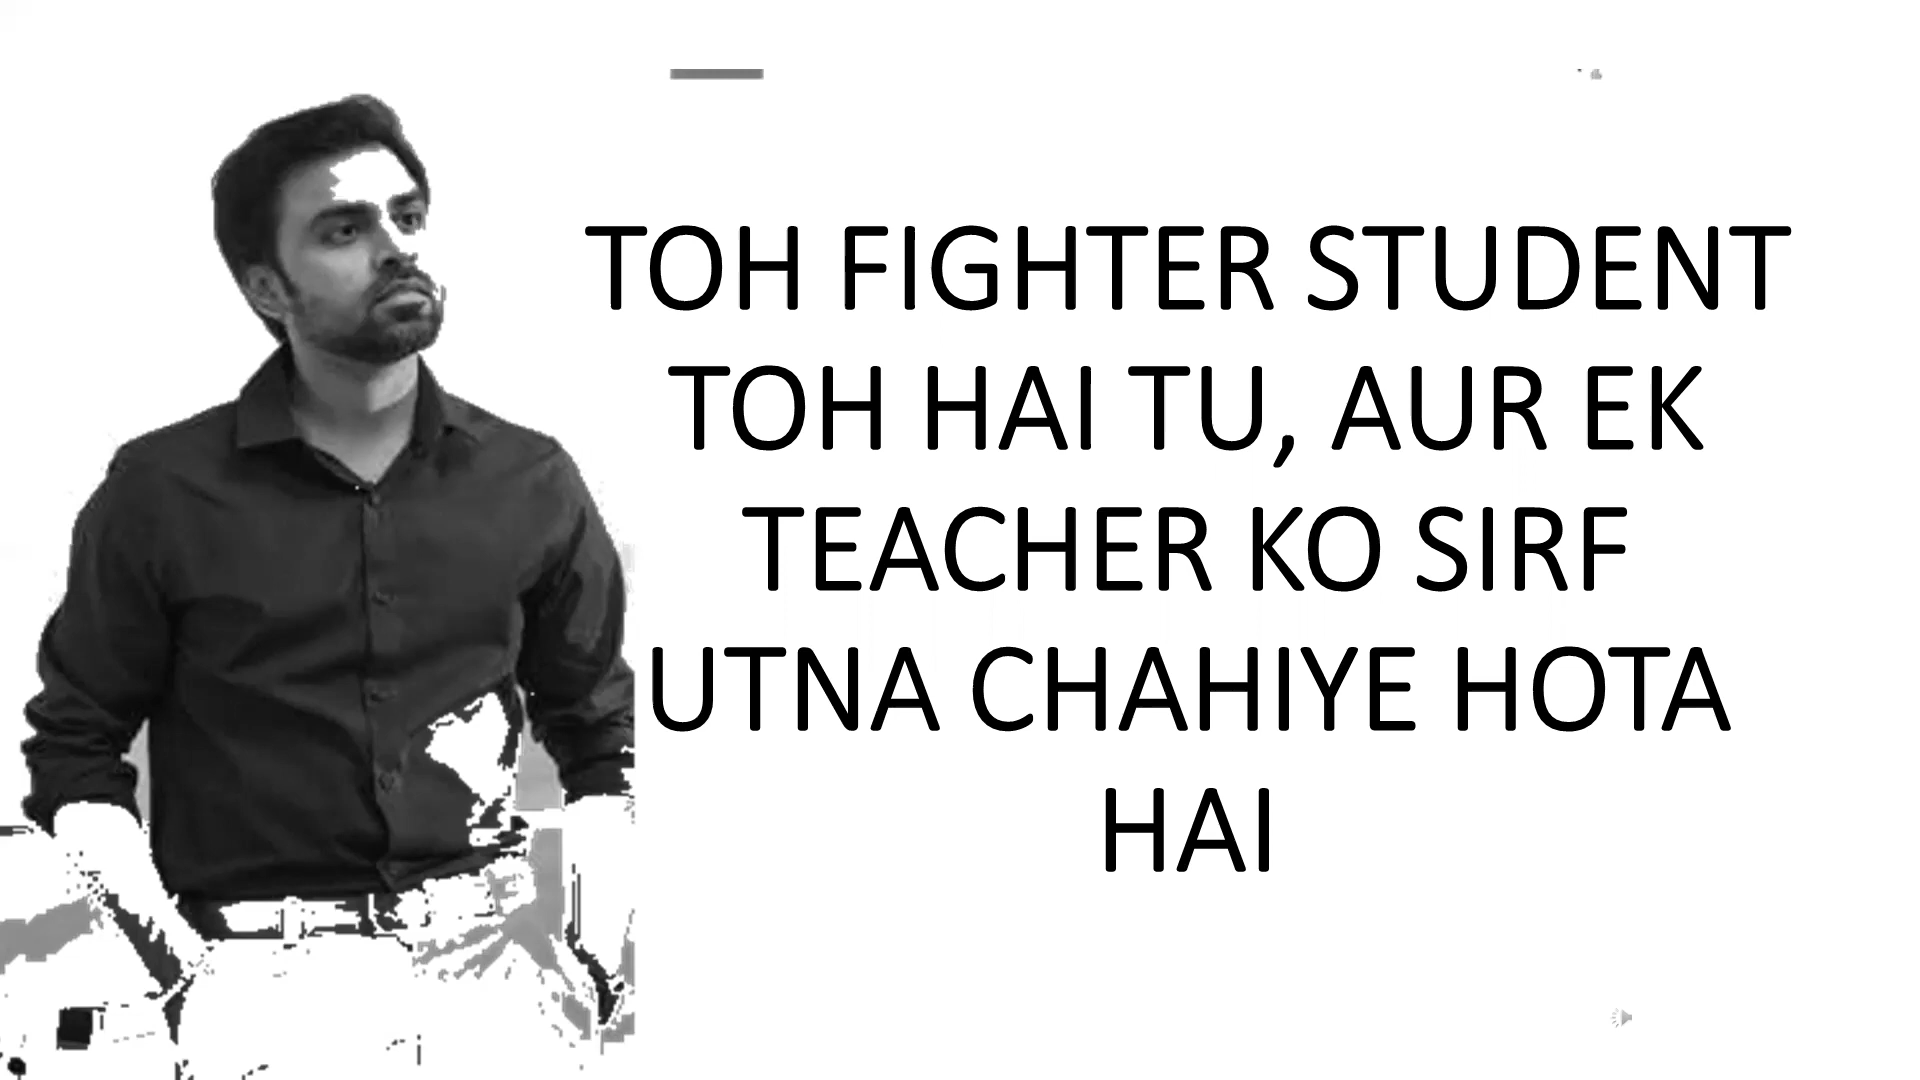 TOH FIGHTER STUDENT
TOH HAI TU, AUR EK
TEACHER KO SIRF
UTNA CHAHIYE HOTA
HAI